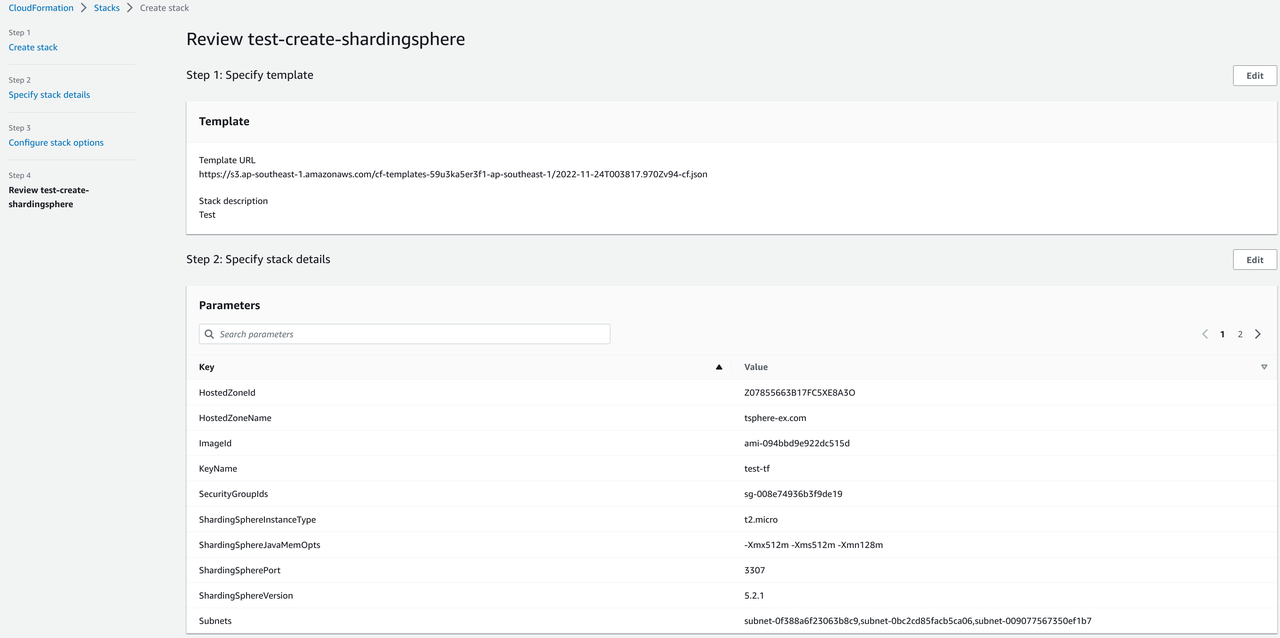 CloudFormation > Stacks > Create stack
Step 1
Create stack
Step 2
Specify stack details
Step 3
Configure stack options
Step 4
Review test-create-
shardingsphere
Review test-create-shardingsphere
Step 1: Specify template
Edit
Template
Template URL
https://s3.ap-southeast-1.amazonaws.com/cf-templates-59u3ka5er3f1-ap-southeast-1/2022-11-24T003817.970Zv94-cf.json
Stack description
Test
Step 2: Specify stack details
Edit
Parameters
Search parameters
< 1 2 >
Key Value
HostedZoneId Z07855663B17FC5XE8A3O
HostedZoneName tsphere-ex.com
ImageId ami-094bbd9e922dc515d
KeyName test-tf
SecurityGroupIds sg-008e74936b3f9de19
ShardingSphereInstanceType t2.micro
ShardingSphereJavaMemOpts -Xmx512m -Xms512m -Xmn128m
ShardingSpherePort 3307
ShardingSphereVersion 5.2.1
Subnets subnet-0f388a6f23063b8c9,subnet-0bc2cd85facb5ca06,subnet-009077567350ef1b7